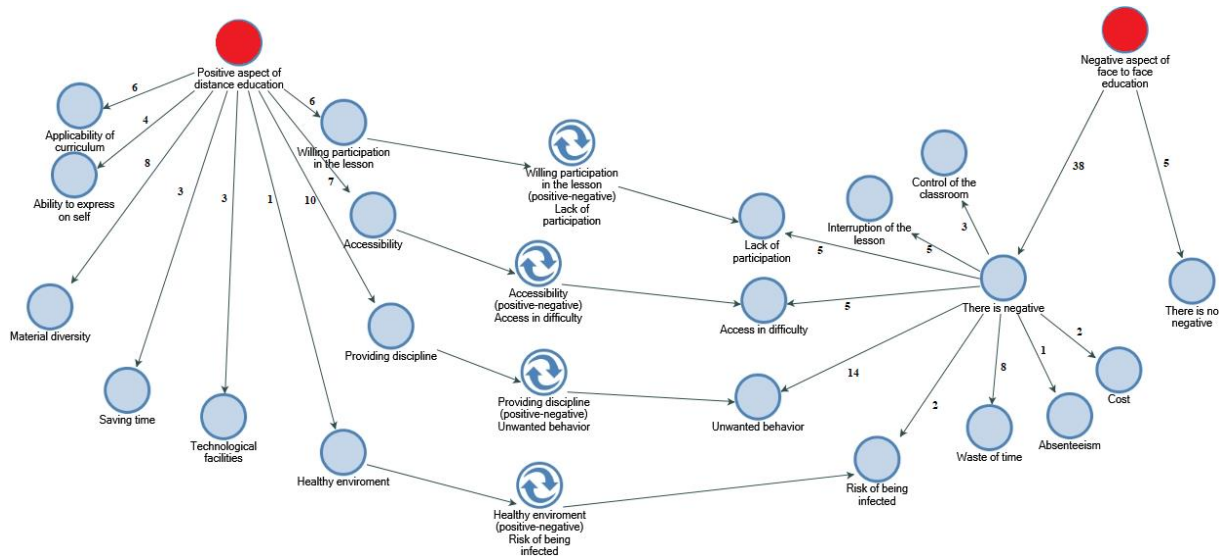 Positive aspect of
distance education
Negative aspect of
face to face
education
6
4
8
3
3
1
10
7
6
38
5
Applicability of
curriculum
Ability to express
on self
Willing participation
in the lesson
Accessibility
Material diversity
Providing discipline
Saving time
Technological
facilities
Healthy enviroment
Willing participation
in the lesson
(positive-negative)
Lack of
participation
Accessibility
(positive-negative)
Access in difficulty
Providing discipline
(positive-negative)
Unwanted behavior
Healthy enviroment
(positive-negative)
Risk of being
infected
Control of the
classroom
3
Interruption of the
lesson
5
Lack of
participation
5
Access in difficulty
5
There is negative
There is no
negative
Unwanted behavior
14
Risk of being
infected
2
Waste of time
8
Absenteeism
1
Cost
2